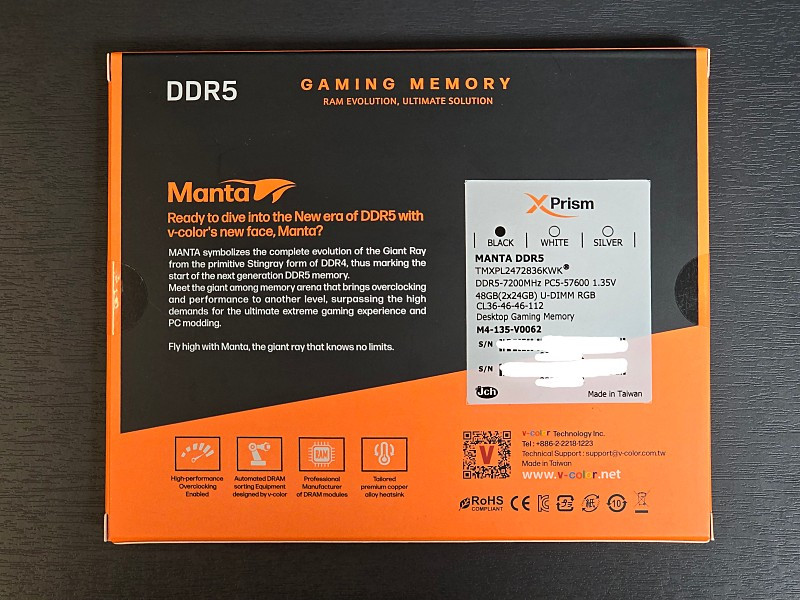 DDR5
GAMING MEMORY
RAM EVOLUTION, ULTIMATE SOLUTION
Manta
Ready to dive into the New era of DDR5 with
v-color's new face, Manta?
MANTA symbolizes the complete evolution of the Giant Ray
from the primitive Stingray form of DDR4, thus marking the
start of the next generation DDR5 memory.
Meet the giant among memory arena that brings overclocking
and performance to another level, surpassing the high
demands for the ultimate extreme gaming experience and
PC modding.
Fly high with Manta, the giant ray that knows no limits.
XPrism
BLACK WHITE SILVER
MANTA DDR5
TMXPL2472836KWK®
DDR5-7200MHz PC5-57600 1.35V
48GB(2x24GB) U-DIMM RGB
CL36-46-46-112
Desktop Gaming Memory
M4-135-V0062
S/N
S/N
Jch
Made in Taiwan
High-performance
Overclocking
Enabled
Automated DRAM
sorting Equipment
designed by v-color
RAM
Professional
Manufacturer
of DRAM modules
Tailored
premium copper
alloy heatsink
V
v-color Technology Inc.
Tel : +886-2-2218-1223
Technical Support : support@v-color.com.tw
Made in Taiwan
www.v-color.net
RoHS
COMPLIANT
CE
紙
10